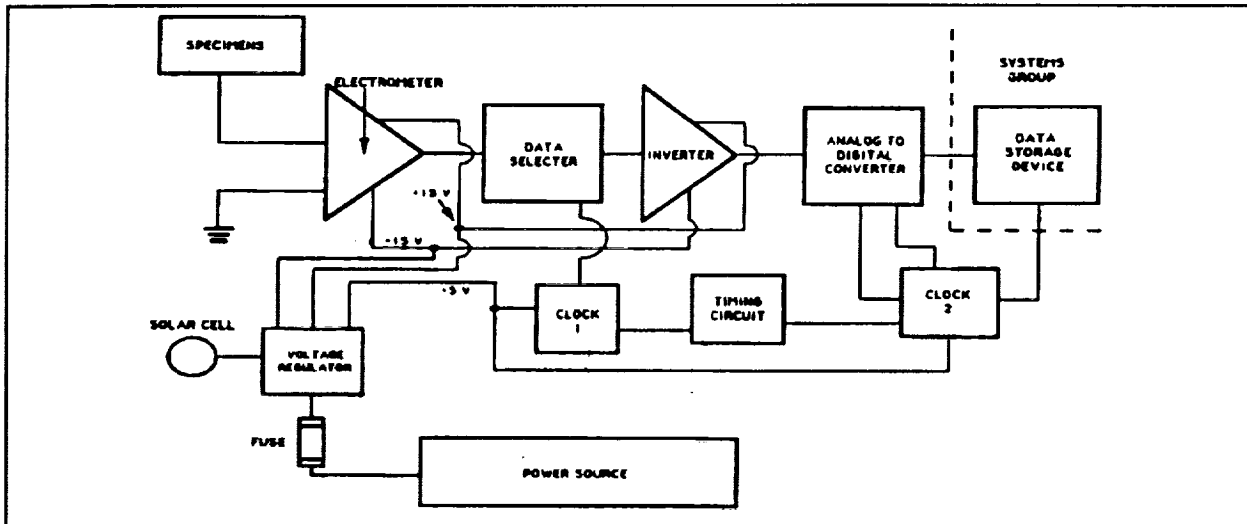 SPECIMENS
ELECTROMETER
SYSTEMS
GROUP
DATA
SELECTER
INVERTER
ANALOG TO
DIGITAL
CONVERTER
DATA
STORAGE
DEVICE
+15 V
-15 V
+5 V
CLOCK
1
TIMING
CIRCUIT
CLOCK
2
SOLAR CELL
VOLTAGE
REGULATOR
FUSE
POWER SOURCE